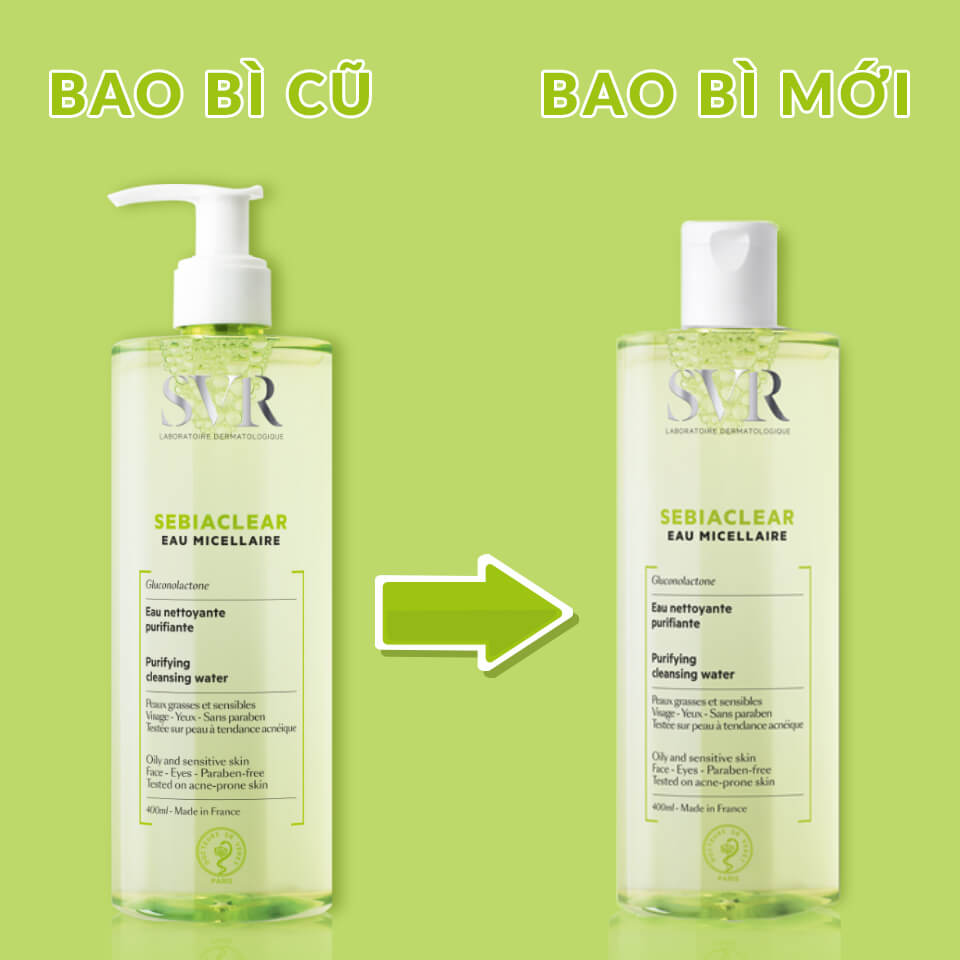 BAO BÌ CŨ
BAO BÌ MỚI
SVR
LABORATOIRE DERMATOLOGIQUE
SEBIACLEAR
EAU MICELLAIRE
Gluconolactone
Eau nettoyante
purifiante
Purifying
cleansing water
Peaux grasses et sensibles
Visage - Yeux - Sans paraben
Testée sur peau à tendance acnéique
Oily and sensitive skin
Face - Eyes - Paraben-free
Tested on acne-prone skin
400ml - Made in France
PARIS
SVR
LABORATOIRE DERMATOLOGIQUE
SEBIACLEAR
EAU MICELLAIRE
Gluconolactone
Eau nettoyante
purifiante
Purifying
cleansing water
Peaux grasses et sensibles
Visage - Yeux - Sans paraben
Testée sur peau à tendance acnéique
Oily and sensitive skin
Face - Eyes - Paraben-free
Tested on acne-prone skin
400ml - Made in France
PARIS